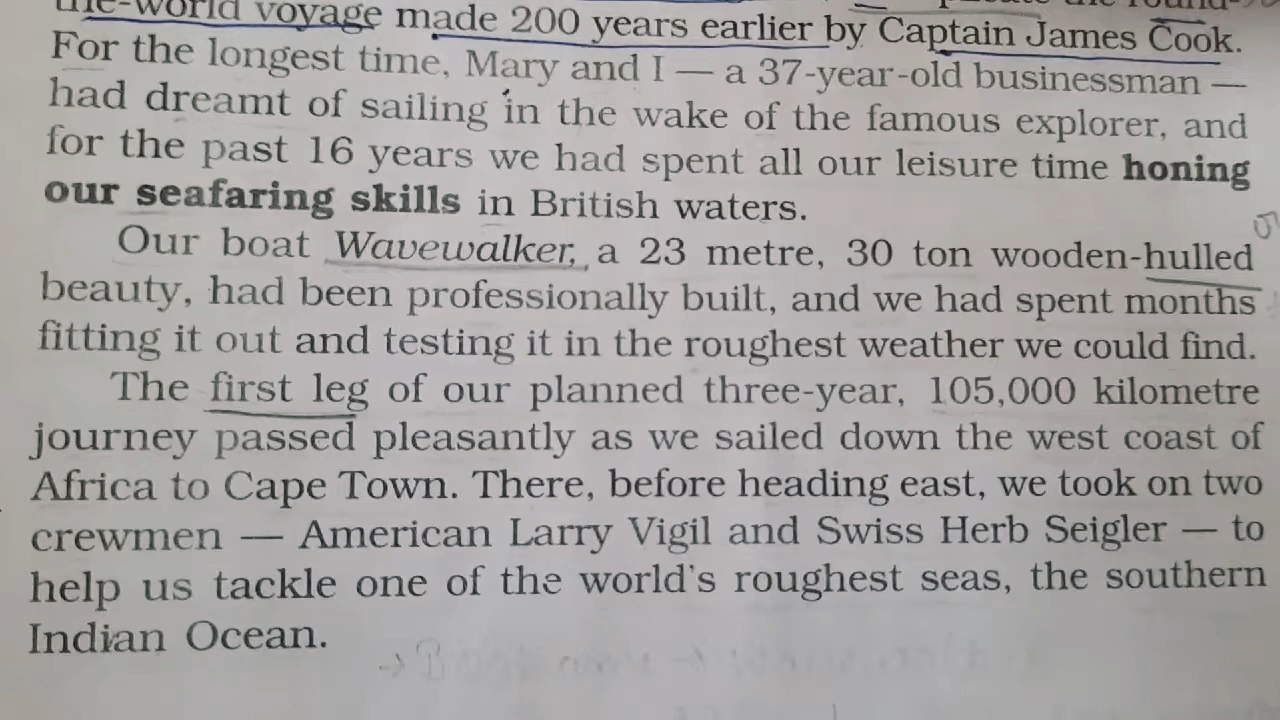 the-world voyage made 200 years earlier by Captain James Cook.
For the longest time, Mary and I — a 37-year-old businessman —
had dreamt of sailing in the wake of the famous explorer, and
for the past 16 years we had spent all our leisure time honing
our seafaring skills in British waters.
Our boat Wavewalker, a 23 metre, 30 ton wooden-hulled
beauty, had been professionally built, and we had spent months
fitting it out and testing it in the roughest weather we could find.
The first leg of our planned three-year, 105,000 kilometre
journey passed pleasantly as we sailed down the west coast of
Africa to Cape Town. There, before heading east, we took on two
crewmen — American Larry Vigil and Swiss Herb Seigler — to
help us tackle one of the world's roughest seas, the southern
Indian Ocean.